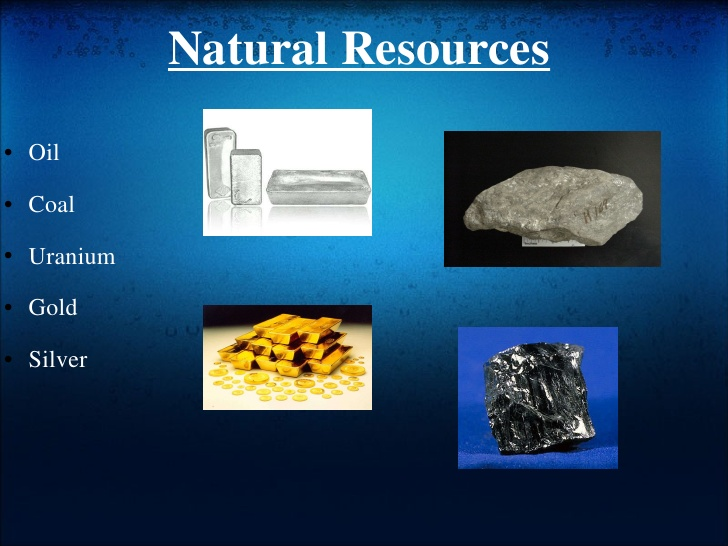 Natural Resources
Oil
Coal
Uranium
Gold
Silver